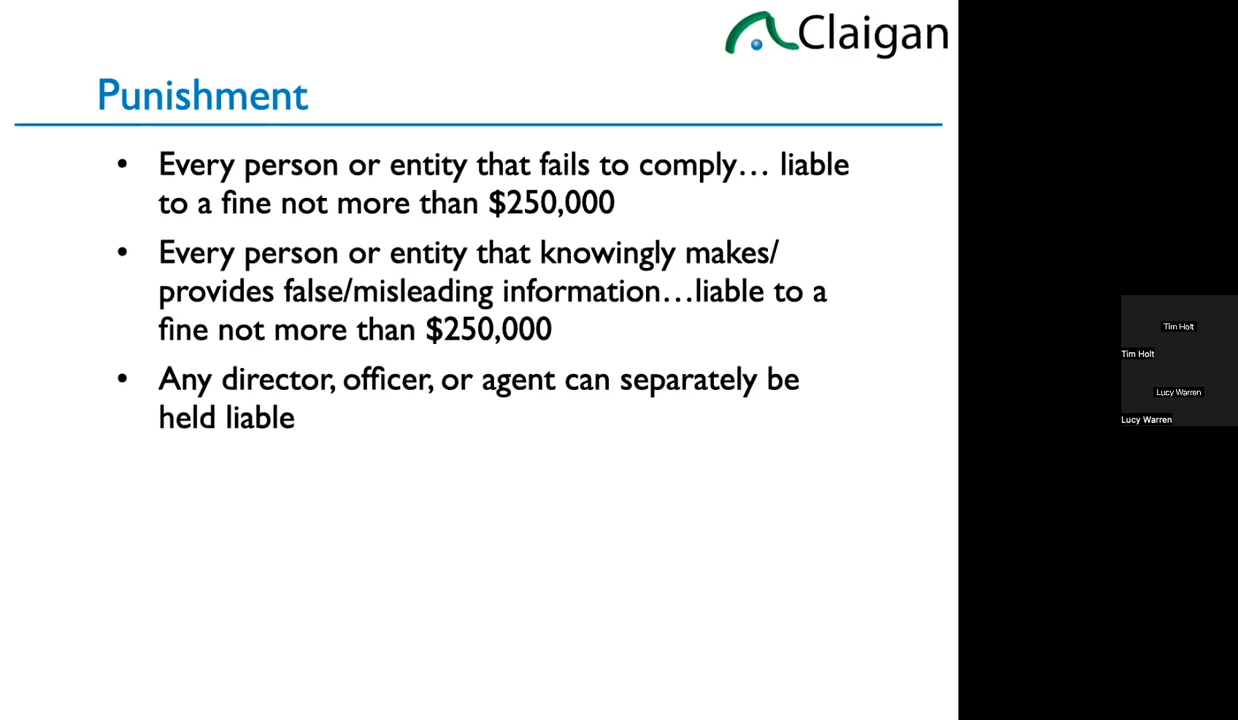 Claigan
Punishment
• Every person or entity that fails to comply… liable
to a fine not more than $250,000
• Every person or entity that knowingly makes/
provides false/misleading information…liable to a
fine not more than $250,000
• Any director, officer, or agent can separately be
held liable
Tim Holt
Tim Holt
Lucy Warren
Lucy Warren